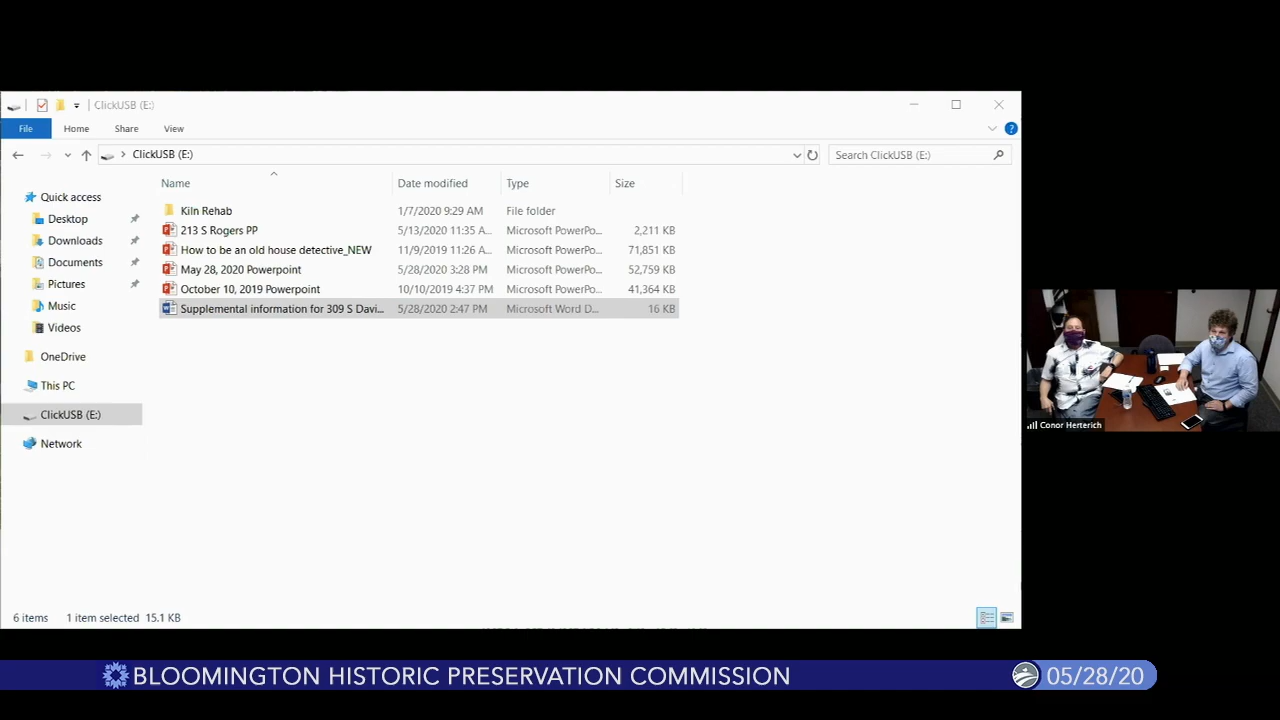 ClickUSB (E:)
File Home Share View
ClickUSB (E:) Search ClickUSB (E:)
Name Date modified Type Size
Quick access
Desktop
Downloads
Documents
Pictures
Music
Videos
OneDrive
This PC
ClickUSB (E:)
Network
Kiln Rehab 1/7/2020 9:29 AM File folder
213 S Rogers PP 5/13/2020 11:35 A... Microsoft PowerPo... 2,211 KB
How to be an old house detective_NEW 11/9/2019 11:26 A... Microsoft PowerPo... 71,851 KB
May 28, 2020 Powerpoint 5/28/2020 3:28 PM Microsoft PowerPo... 52,759 KB
October 10, 2019 Powerpoint 10/10/2019 4:37 PM Microsoft PowerPo... 41,364 KB
Supplemental information for 309 S Davi... 5/28/2020 2:47 PM Microsoft Word D... 16 KB
Conor Herterich
6 items 1 item selected 15.1 KB
BLOOMINGTON HISTORIC PRESERVATION COMMISSION 05/28/20